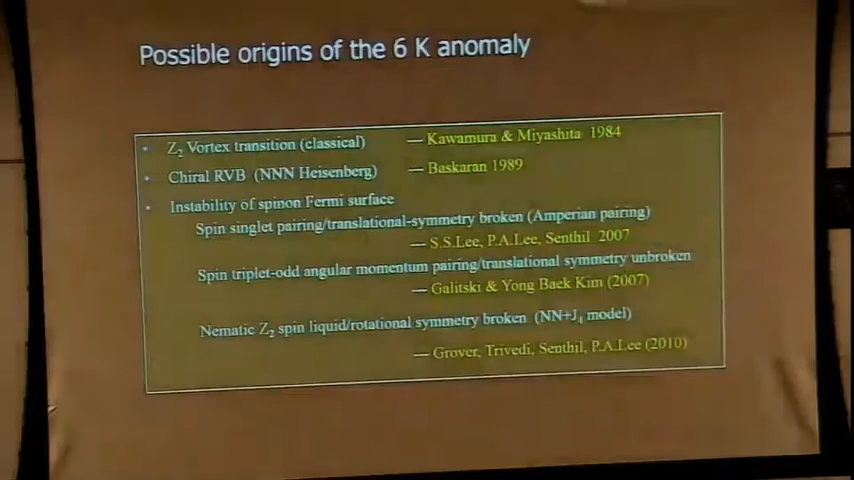 Possible origins of the 6 K anomaly
• Z₂ Vortex transition (classical) — Kawamura & Miyashita 1984
• Chiral RVB (NNN Heisenberg) — Baskaran 1989
• Instability of spinon Fermi surface
Spin singlet pairing/translational-symmetry broken (Amperian pairing)
— S.S.Lee, P.A.Lee, Senthil 2007
Spin triplet-odd angular momentum pairing/translational symmetry unbroken
— Galitski & Yong Baek Kim (2007)
Nematic Z₂ spin liquid/rotational symmetry broken (NN+J₄ model)
— Grover, Trivedi, Senthil, P.A.Lee (2010)